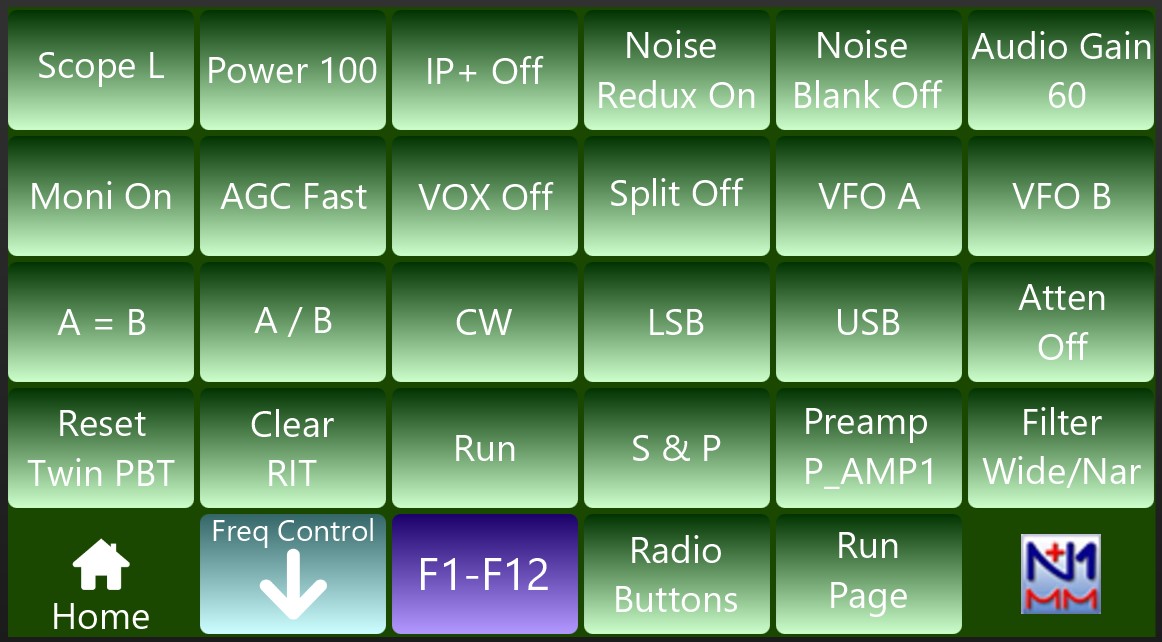 Scope L
Power 100
IP+ Off
Noise
Redux On
Noise
Blank Off
Audio Gain
60
Moni On
AGC Fast
VOX Off
Split Off
VFO A
VFO B
A = B
A / B
CW
LSB
USB
Atten
Off
Reset
Twin PBT
Clear
RIT
Run
S & P
Preamp
P_AMP1
Filter
Wide/Nar
Home
Freq Control
F1-F12
Radio
Buttons
Run
Page
N+1
MM